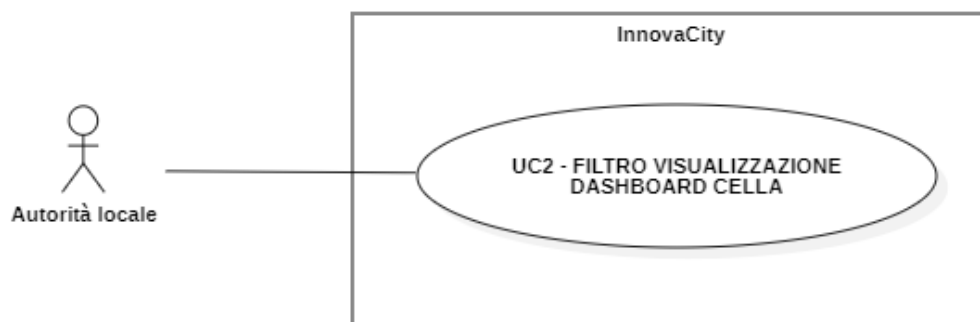 InnovaCity
UC2 - FILTRO VISUALIZZAZIONE
DASHBOARD CELLA
Autorità locale